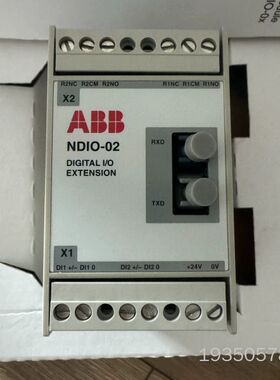 R2NC R2CM R2NO R1NC R1CM R1NO
X2
ABB
NDIO-02
DIGITAL I/O
EXTENSION
RXD
TXD
X1
DI1 +/– DI1 0 DI2 +/– DI2 0 +24V 0V